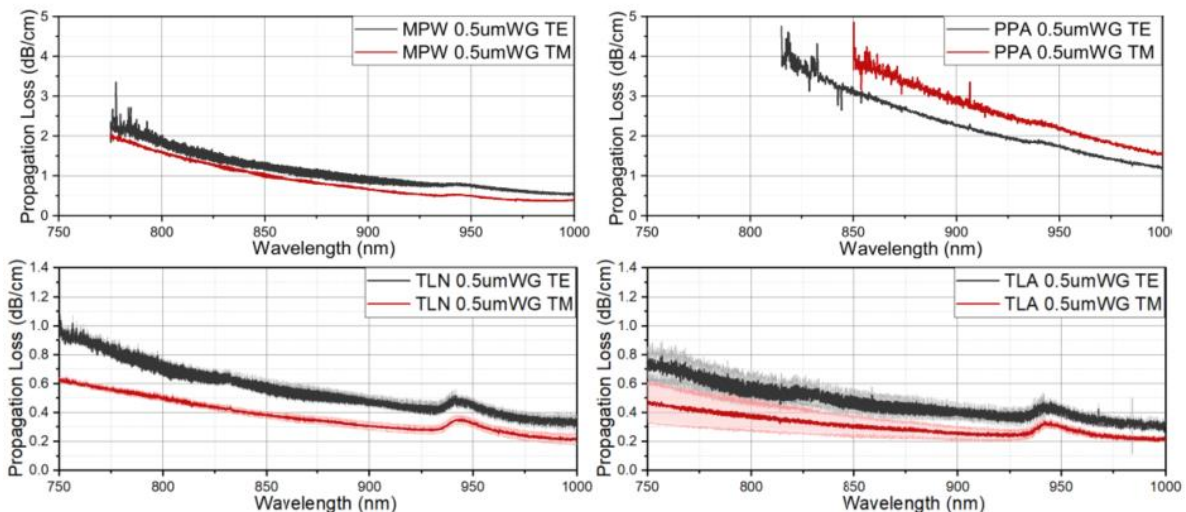 Propagation Loss (dB/cm)
5
4
3
2
1
0
MPW 0.5umWG TE
MPW 0.5umWG TM
750 800 850 900 950 1000
Wavelength (nm)
Propagation Loss (dB/cm)
5
4
3
2
1
0
PPA 0.5umWG TE
PPA 0.5umWG TM
750 800 850 900 950 1000
Wavelength (nm)
Propagation Loss (dB/cm)
1.4
1.2
1.0
0.8
0.6
0.4
0.2
0.0
TLN 0.5umWG TE
TLN 0.5umWG TM
750 800 850 900 950 1000
Wavelength (nm)
Propagation Loss (dB/cm)
1.4
1.2
1.0
0.8
0.6
0.4
0.2
0.0
TLA 0.5umWG TE
TLA 0.5umWG TM
750 800 850 900 950 1000
Wavelength (nm)